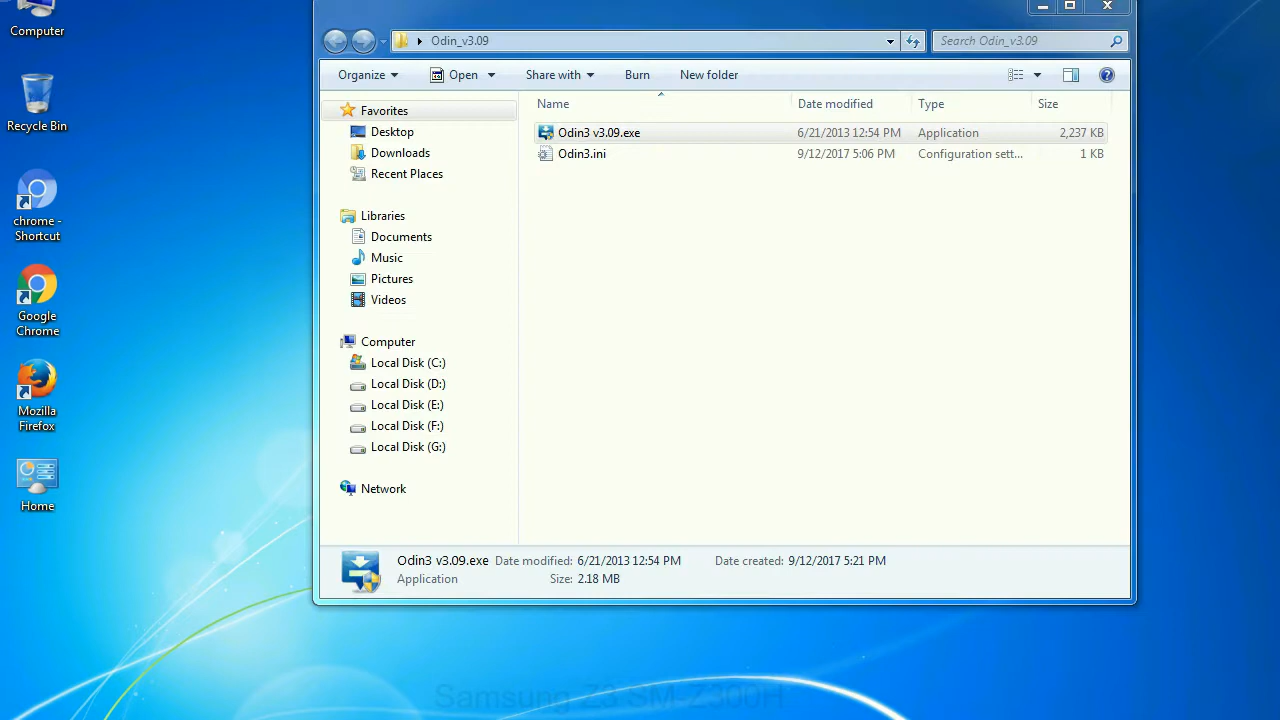 Computer
Recycle Bin
chrome -
Shortcut
Google
Chrome
Mozilla
Firefox
Home
Odin_v3.09
Search Odin_v3.09
Organize Open Share with Burn New folder
Name Date modified Type Size
Odin3 v3.09.exe 6/21/2013 12:54 PM Application 2,237 KB
Odin3.ini 9/12/2017 5:06 PM Configuration sett... 1 KB
Favorites
Desktop
Downloads
Recent Places
Libraries
Documents
Music
Pictures
Videos
Computer
Local Disk (C:)
Local Disk (D:)
Local Disk (E:)
Local Disk (F:)
Local Disk (G:)
Network
Odin3 v3.09.exe Date modified: 6/21/2013 12:54 PM Date created: 9/12/2017 5:21 PM
Application Size: 2.18 MB
Samsung Z3 SM-Z300H